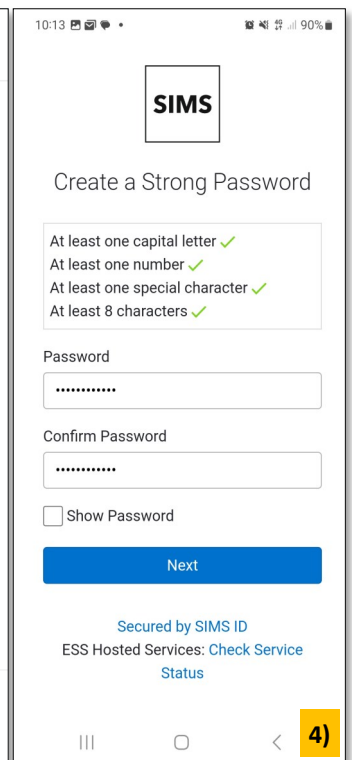 10:13
4G 90%
SIMS
Create a Strong Password
At least one capital letter
At least one number
At least one special character
At least 8 characters
Password
••••••••••••
Confirm Password
••••••••••••
Show Password
Next
Secured by SIMS ID
ESS Hosted Services: Check Service
Status
4)